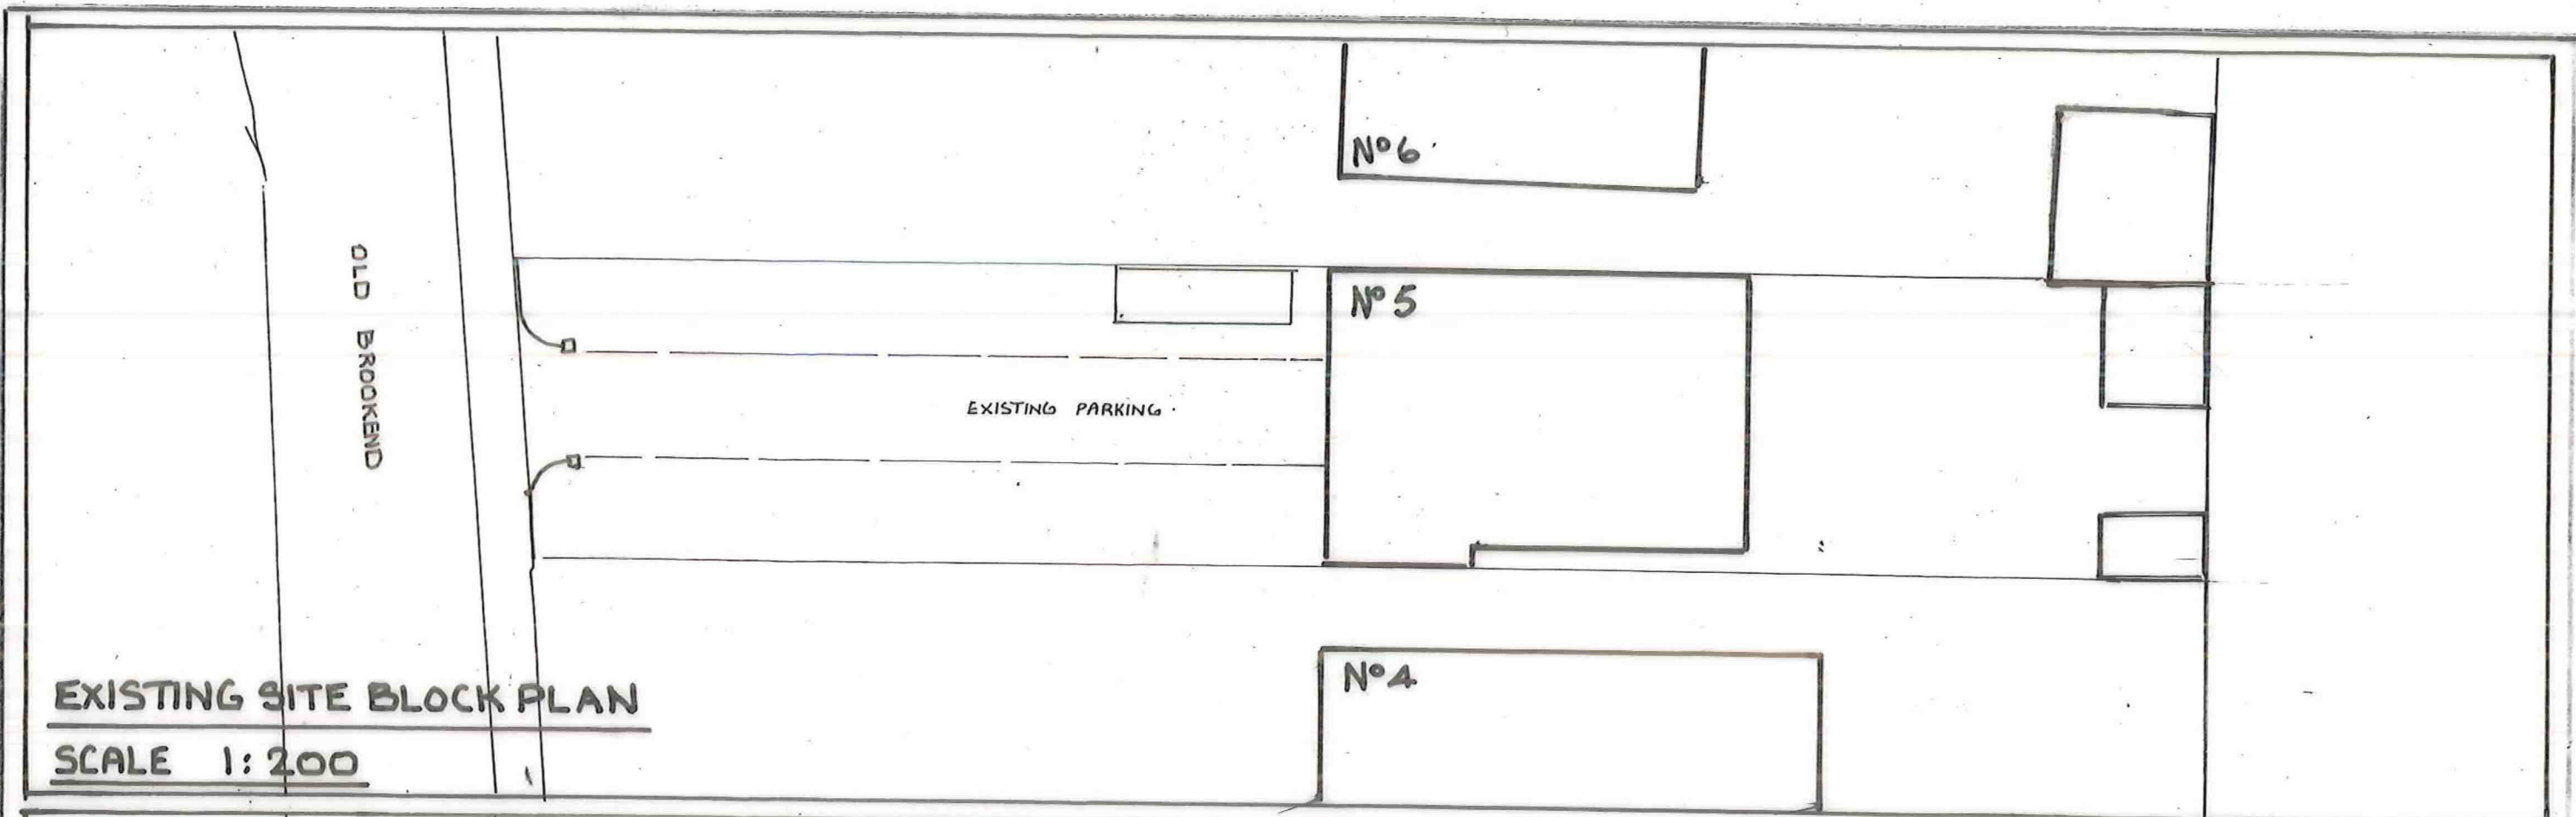 Nº6
OLD BROOKEND
Nº5
EXISTING PARKING.
Nº4
EXISTING SITE BLOCK PLAN
SCALE 1:200